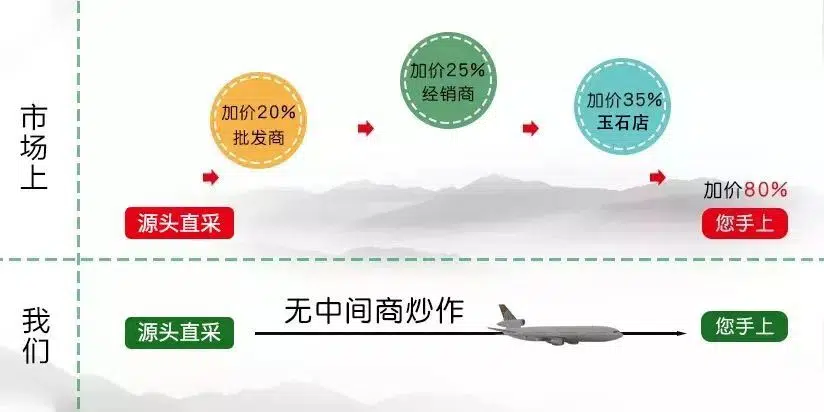 市场上
加价20%
批发商
加价25%
经销商
加价35%
玉石店
加价80%
源头直采
您手上
我们
无中间商炒作
源头直采
您手上